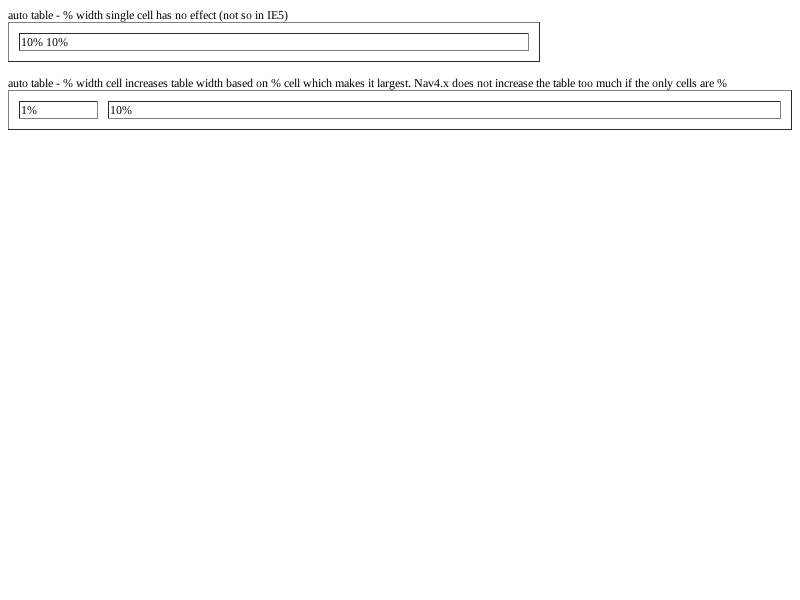 auto table - % width single cell has no effect (not so in IE5)
10% 10%
auto table - % width cell increases table width based on % cell which makes it largest. Nav4.x does not increase the table too much if the only cells are %
1% 10%